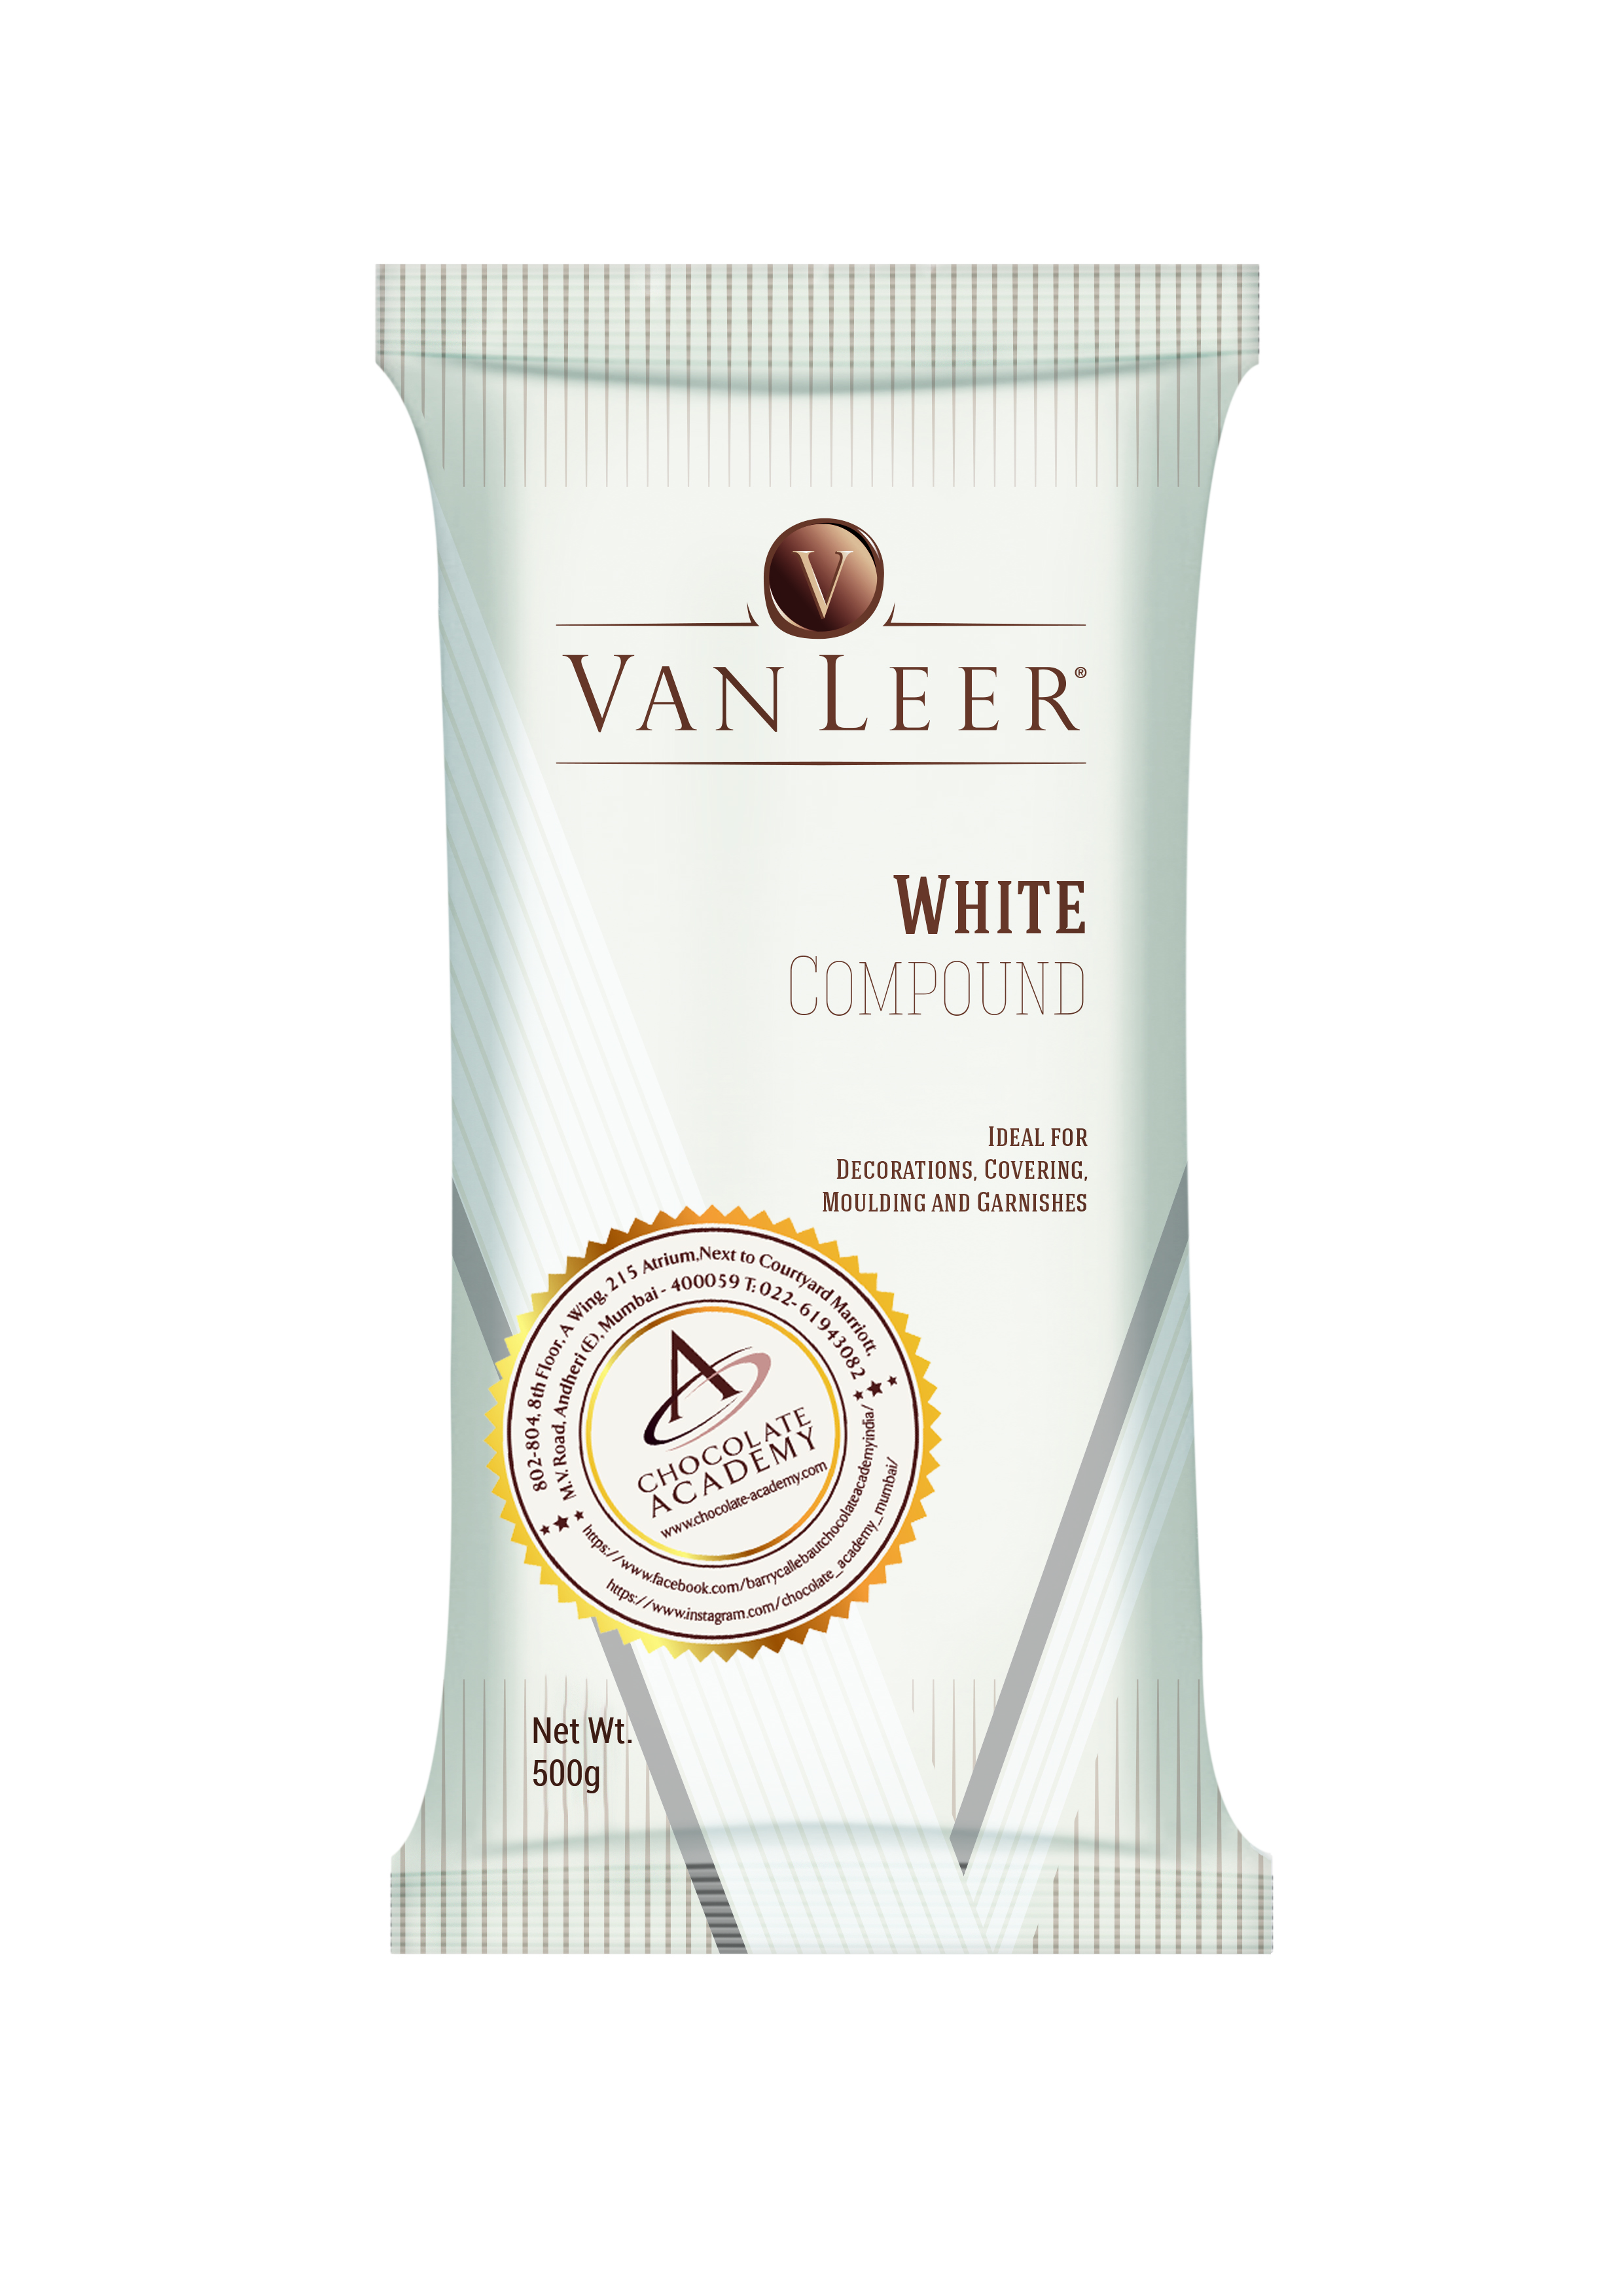 V
VAN LEER®
WHITE
COMPOUND
IDEAL FOR
DECORATIONS, COVERING,
MOULDING AND GARNISHES
802-804, 8th Floor, A Wing, 215 Atrium,Next to Courtyard Marriott,
M.V. Road, Andheri (E), Mumbai - 400059 T: 022- 61943082
A
CHOCOLATE
ACADEMY
www.chocolate-academy.com
https://www.facebook.com/barrycallebautchocolateacademyindia/
https://www.instagram.com/chocolate_academy_mumbai/
Net Wt.
500g